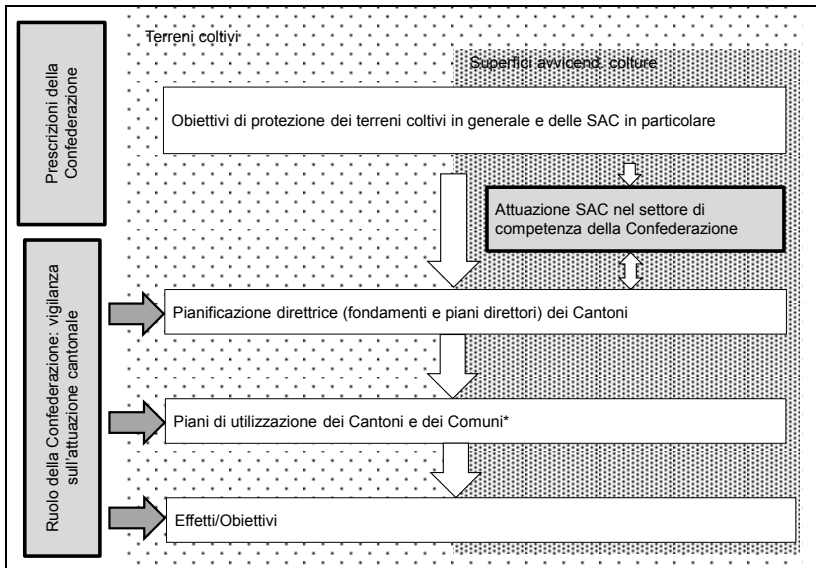 Terreni coltivi
Superfici avvicend. colture
Prescrizioni della
Confederazione
Obiettivi di protezione dei terreni coltivi in generale e delle SAC in particolare
Attuazione SAC nel settore di
competenza della Confederazione
Ruolo della Confederazione: vigilanza
sull'attuazione cantonale
Pianificazione direttrice (fondamenti e piani direttori) dei Cantoni
Piani di utilizzazione dei Cantoni e dei Comuni*
Effetti/Obiettivi